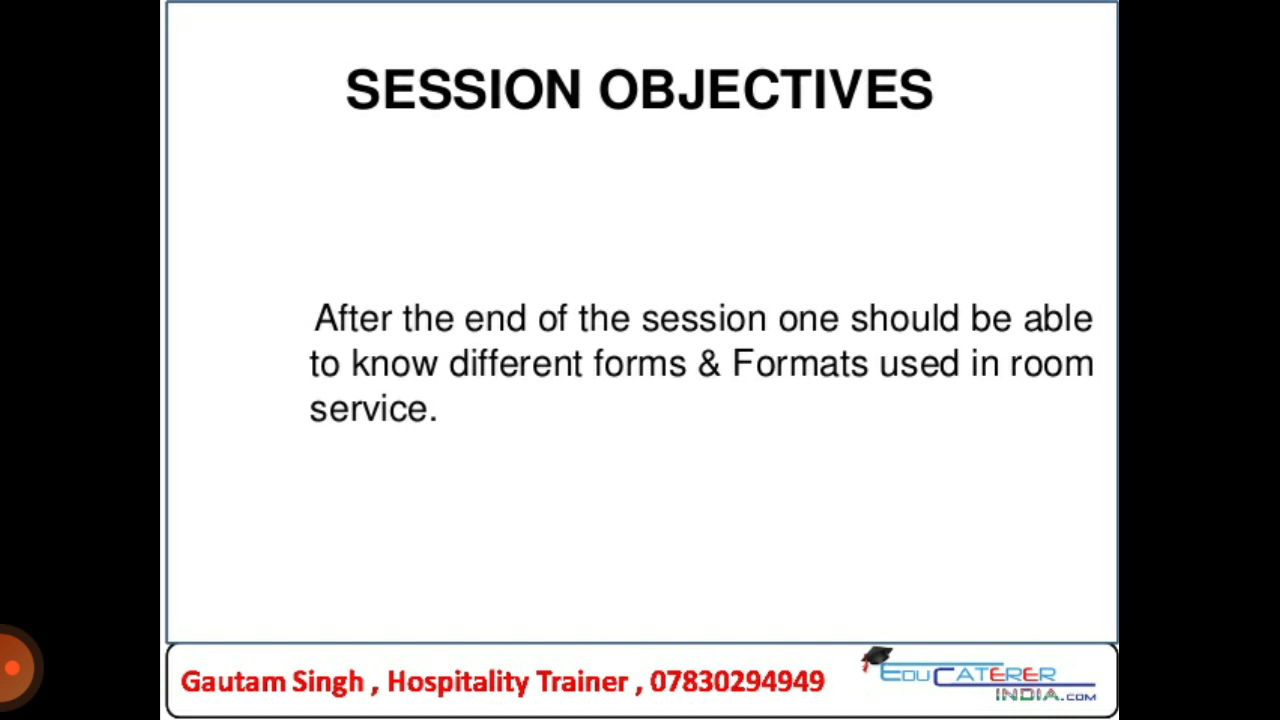 SESSION OBJECTIVES
After the end of the session one should be able
to know different forms & Formats used in room
service.
Gautam Singh , Hospitality Trainer , 07830294949
EDUCATERER
INDIA.COM